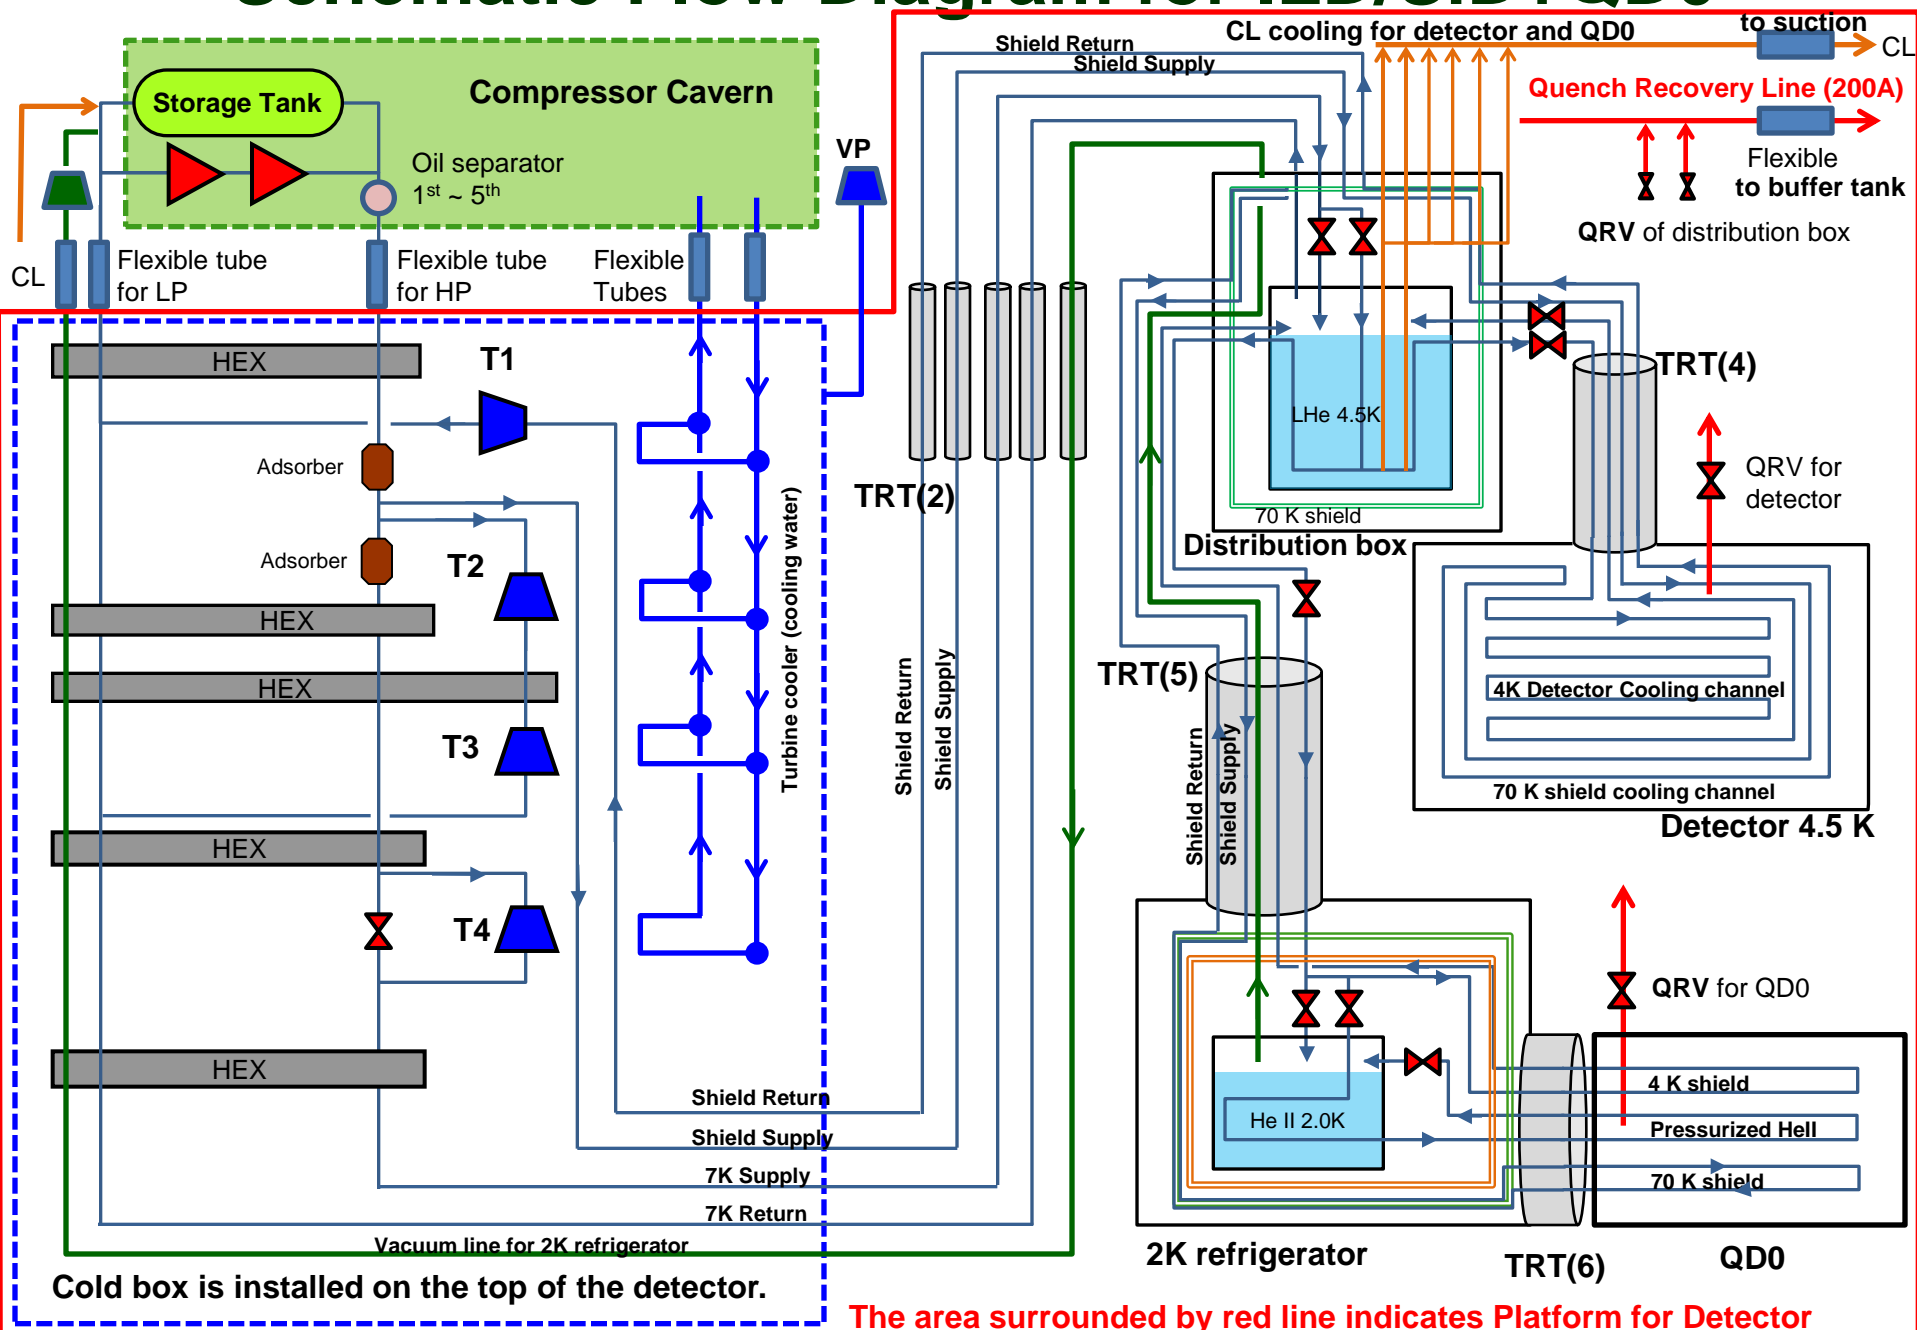 Schematic Flow Diagram for ILD/SiD+QD0
to suction
CL cooling for detector and QD0
Shield Return
Shield Supply
CL
Quench Recovery Line (200A)
Compressor Cavern
Storage Tank
VP
Oil separator
1st ~ 5th
Flexible
to buffer tank
QRV of distribution box
CL
Flexible tube
for LP
Flexible tube
for HP
Flexible
Tubes
HEX
T1
TRT(4)
LHe 4.5K
Adsorber
QRV for
detector
TRT(2)
70 K shield
Distribution box
Adsorber
T2
Turbine cooler (cooling water)
HEX
HEX
TRT(5)
Shield Return
Shield Supply
4K Detector Cooling channel
T3
Shield Return
Shield Supply
70 K shield cooling channel
Detector 4.5 K
HEX
T4
QRV for QD0
HEX
4 K shield
Shield Return
He II 2.0K
Pressurized HeII
Shield Supply
7K Supply
70 K shield
7K Return
Vacuum line for 2K refrigerator
2K refrigerator
TRT(6)
QD0
Cold box is installed on the top of the detector.
The area surrounded by red line indicates Platform for Detector